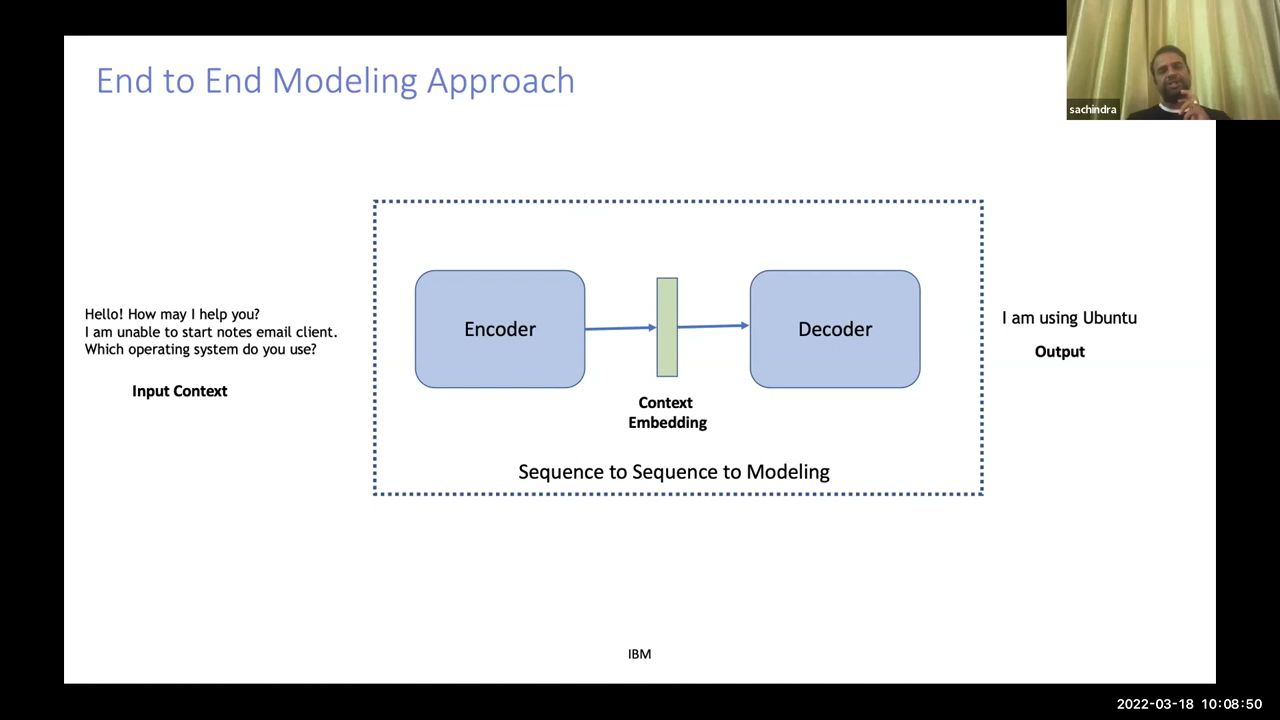 End to End Modeling Approach
sachindra
Hello! How may I help you?
I am unable to start notes email client.
Which operating system do you use?
Input Context
Encoder
Context
Embedding
Decoder
Sequence to Sequence to Modeling
I am using Ubuntu
Output
IBM
2022-03-18 10:08:50